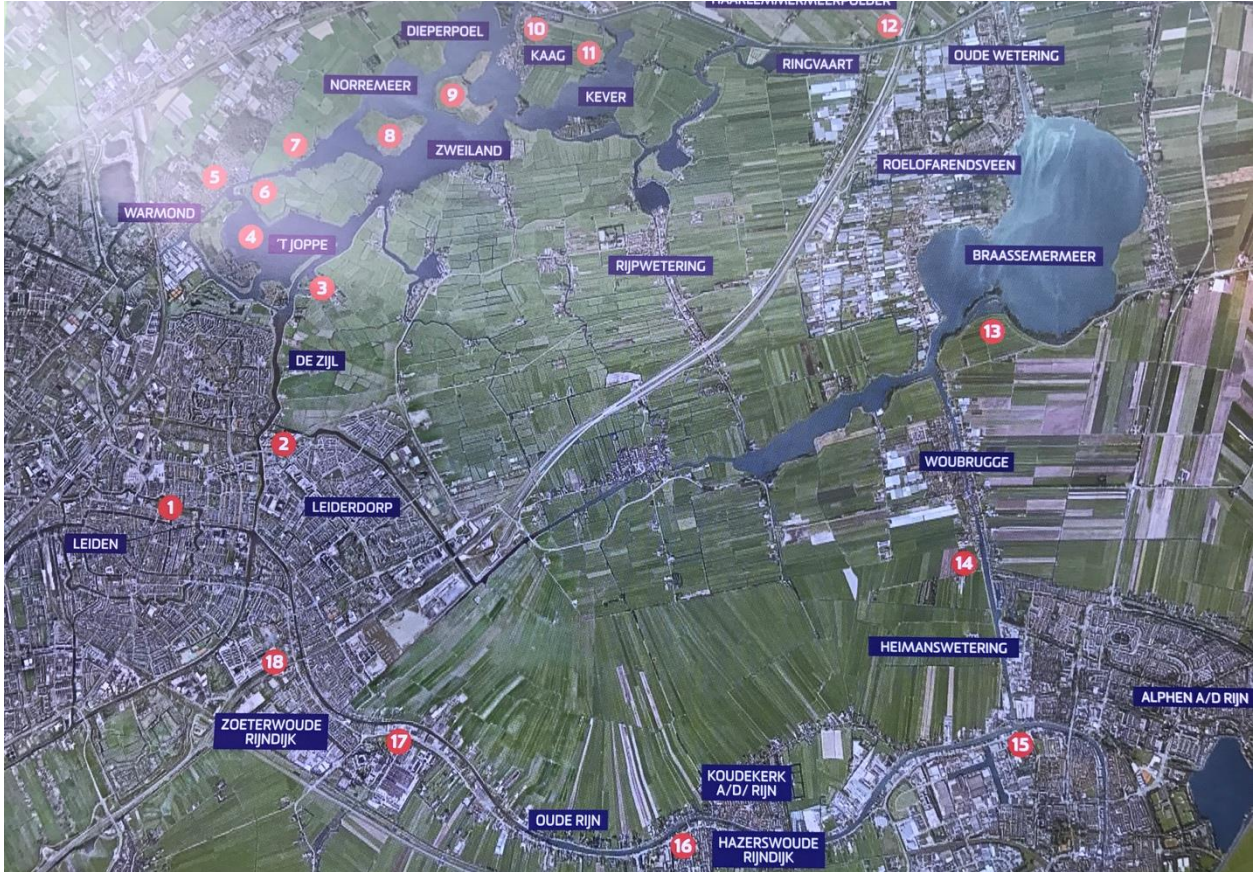 HAARLEMMERMEERPOLDER
DIEPERPOEL
10
12
KAAG
11
OUDE WETERING
RINGVAART
NORREMEER
9
KEVER
8
7
ZWEILAND
ROELOFARENDSVEEN
5
6
WARMOND
4
'T JOPPE
BRAASSEMERMEER
RIJPWETERING
3
13
DE ZIJL
2
WOUBRUGGE
1
LEIDERDORP
LEIDEN
14
HEIMANSWETERING
18
ALPHEN A/D RIJN
ZOETERWOUDE
RIJNDIJK
17
15
KOUDEKERK
A/D/ RIJN
OUDE RIJN
16
HAZERSWOUDE
RIJNDIJK